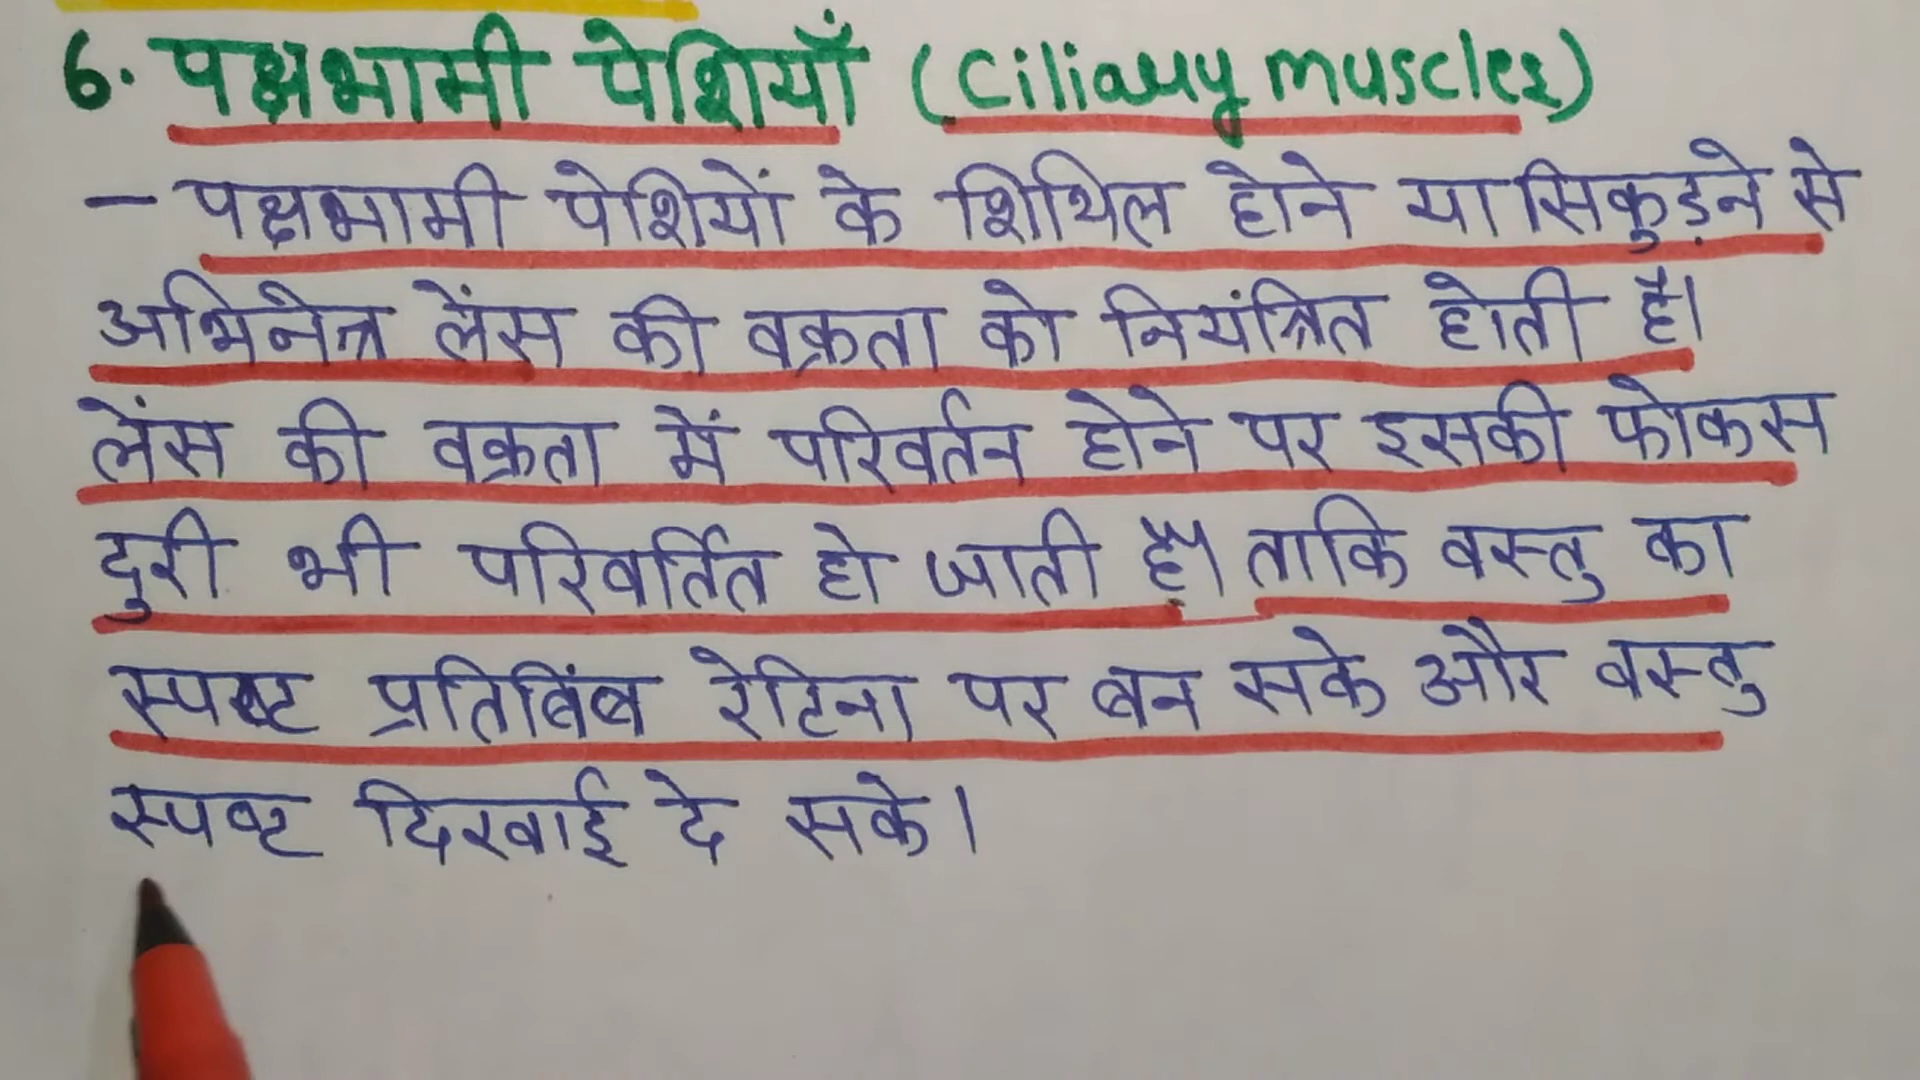 6. पक्ष्माभी पेशियाँ (Ciliary muscles)
- पक्ष्माभी पेशियों के शिथिल होने या सिकुड़ने से
अभिनेत्र लेंस की वक्रता को नियंत्रित होती है।
लेंस की वक्रता में परिवर्तन होने पर इसकी फोकस
दुरी भी परिवर्तित हो जाती है। ताकि वस्तु का
स्पष्ट प्रतिबिंब रेटिना पर बन सके और वस्तु
स्पष्ट दिखाई दे सके।